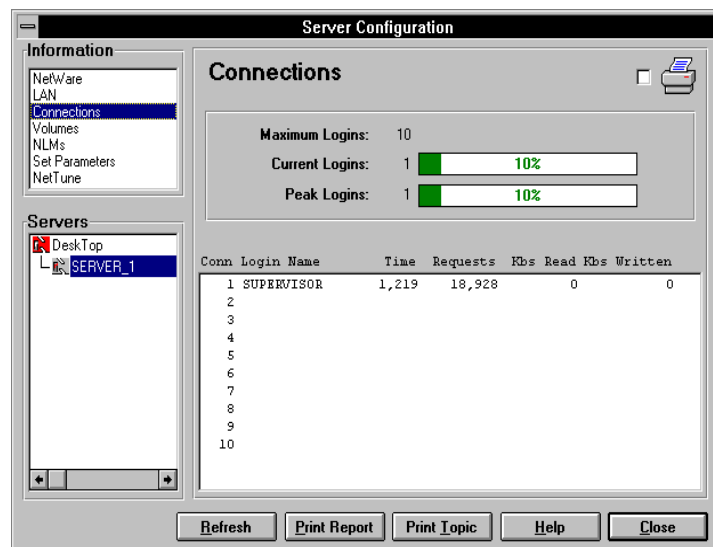 Server Configuration
Information
NetWare
LAN
Connections
Volumes
NLMs
Set Parameters
NetTune
Servers
DeskTop
SERVER_1
Connections
Maximum Logins: 10
Current Logins: 1 10%
Peak Logins: 1 10%
Conn Login Name Time Requests Kbs Read Kbs Written
1 SUPERVISOR 1,219 18,928 0 0
2
3
4
5
6
7
8
9
10
Refresh Print Report Print Topic Help Close